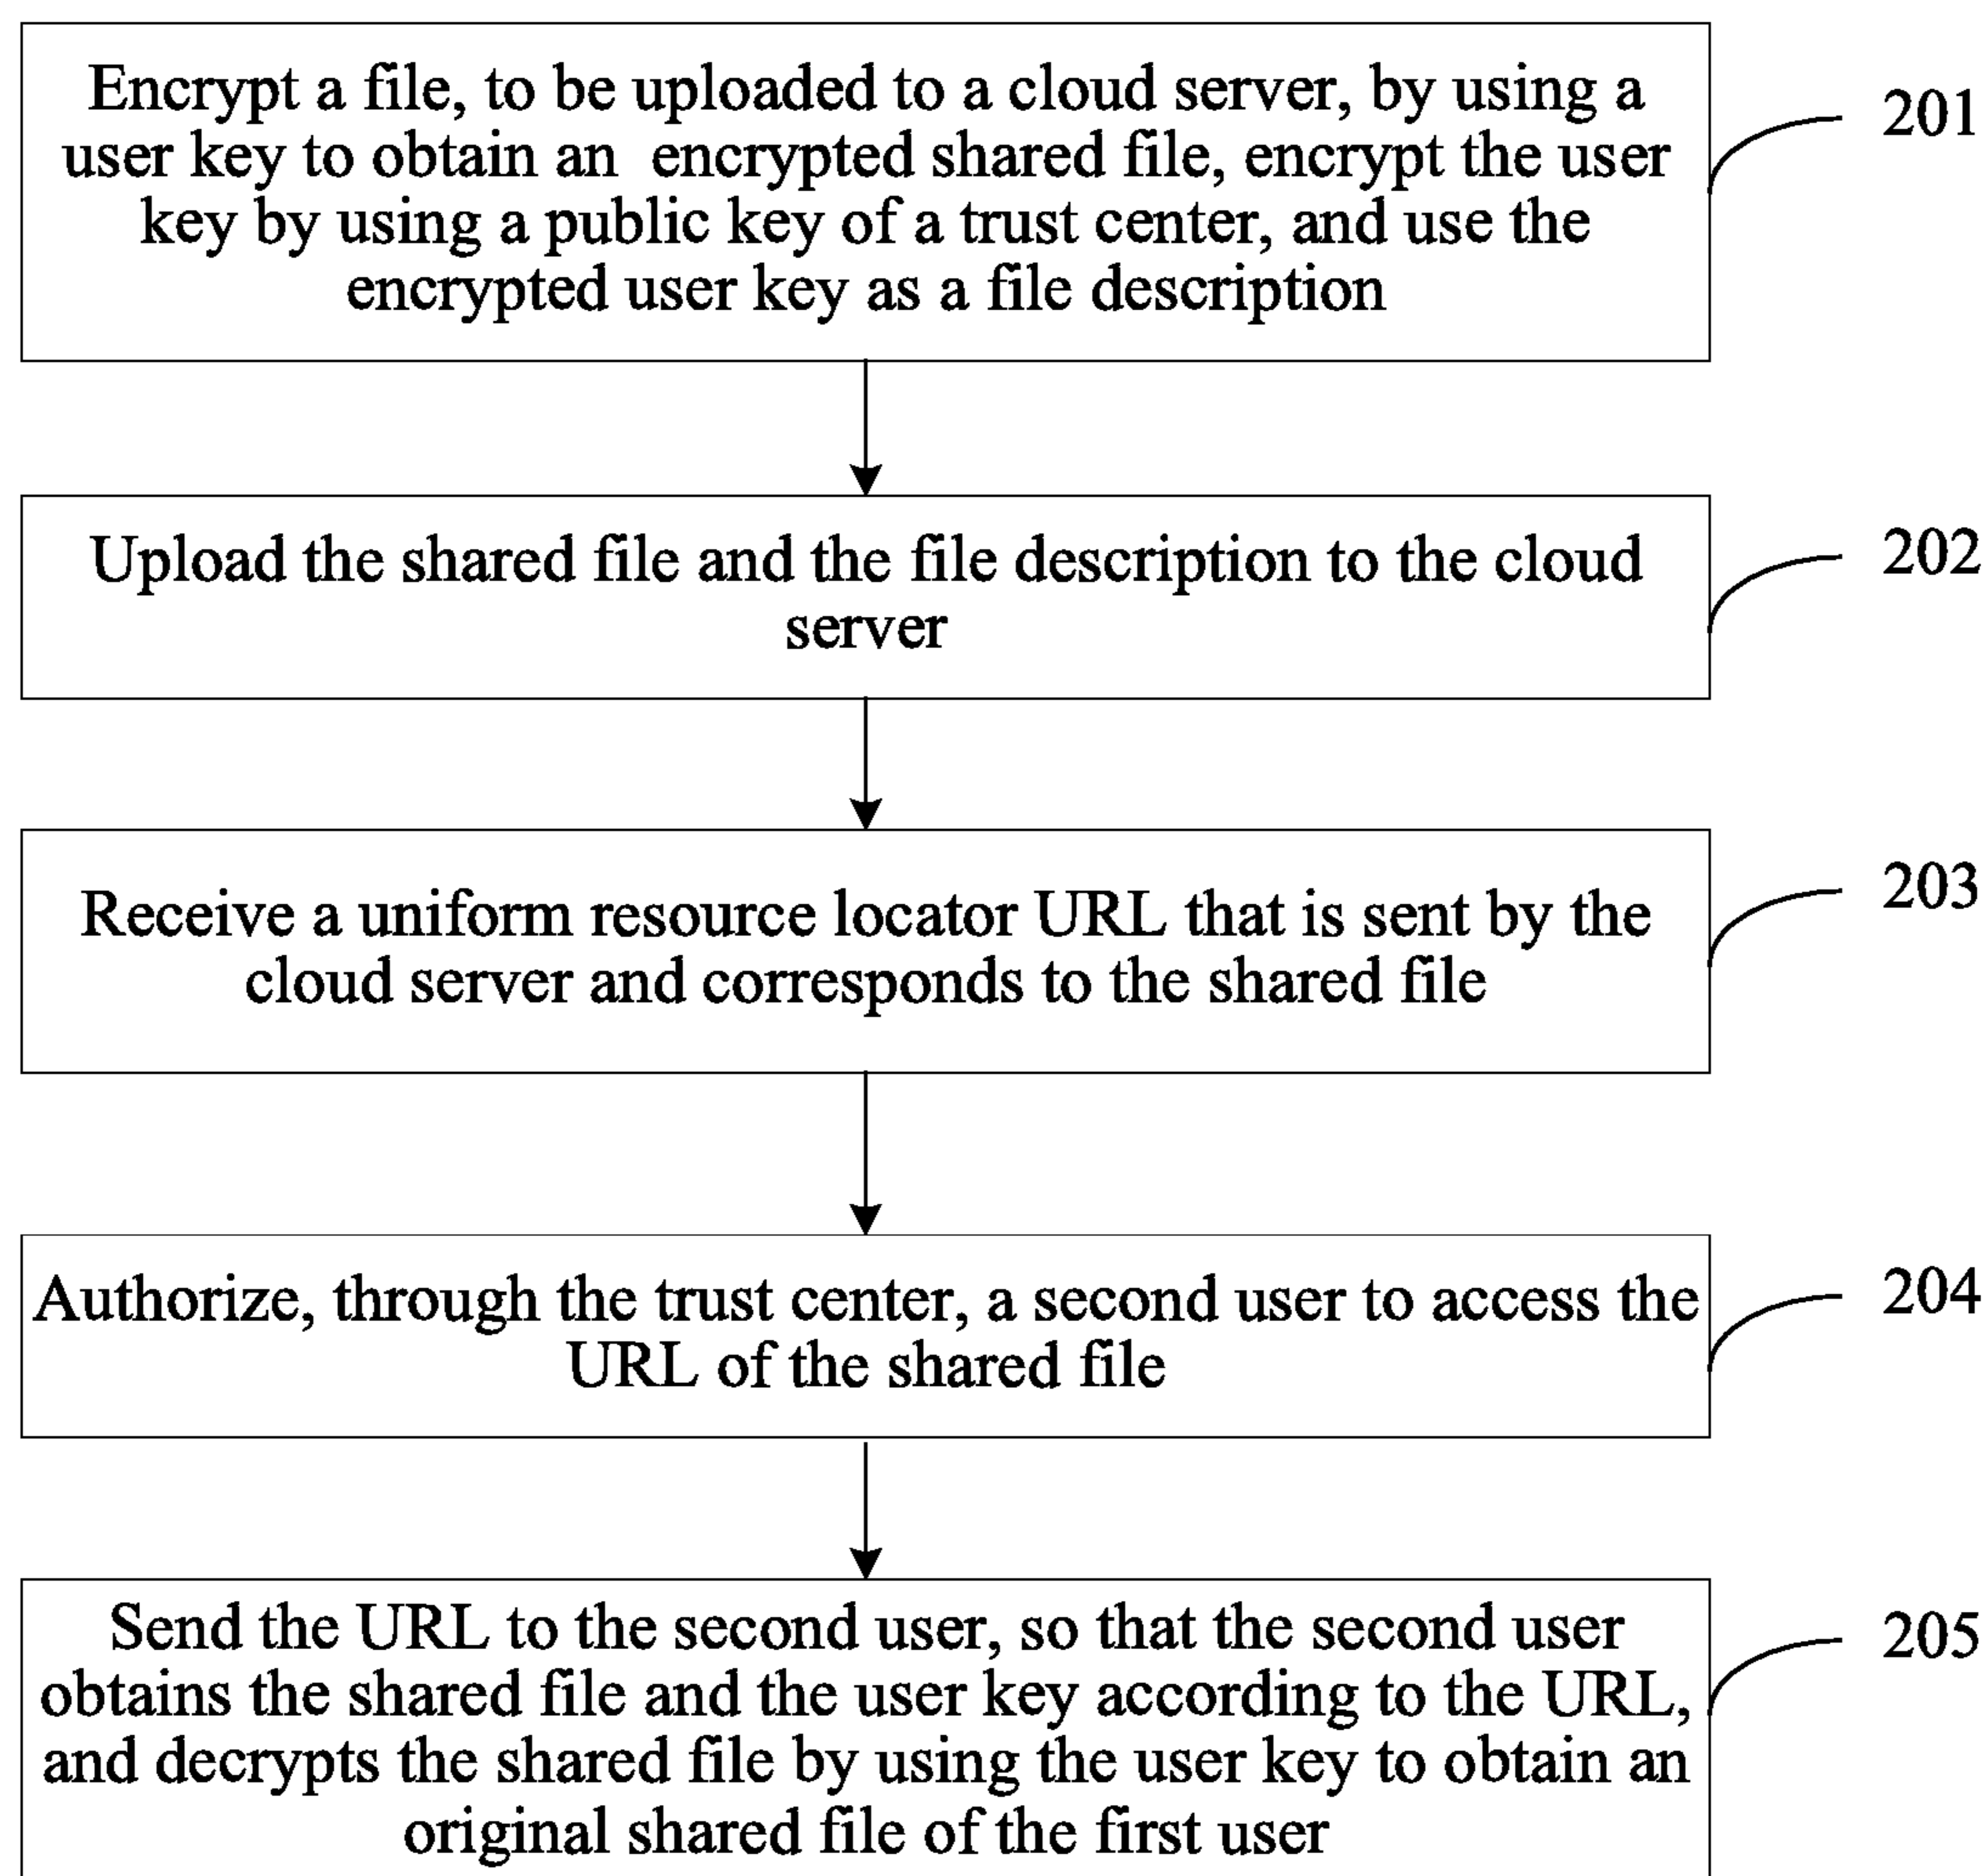 Encrypt a file, to be uploaded to a cloud server, by using a
user key to obtain an encrypted shared file, encrypt the user
key by using a public key of a trust center, and use the
encrypted user key as a file description
201
Upload the shared file and the file description to the cloud
server
202
Receive a uniform resource locator URL that is sent by the
cloud server and corresponds to the shared file
203
Authorize, through the trust center, a second user to access the
URL of the shared file
204
Send the URL to the second user, so that the second user
obtains the shared file and the user key according to the URL,
and decrypts the shared file by using the user key to obtain an
original shared file of the first user
205